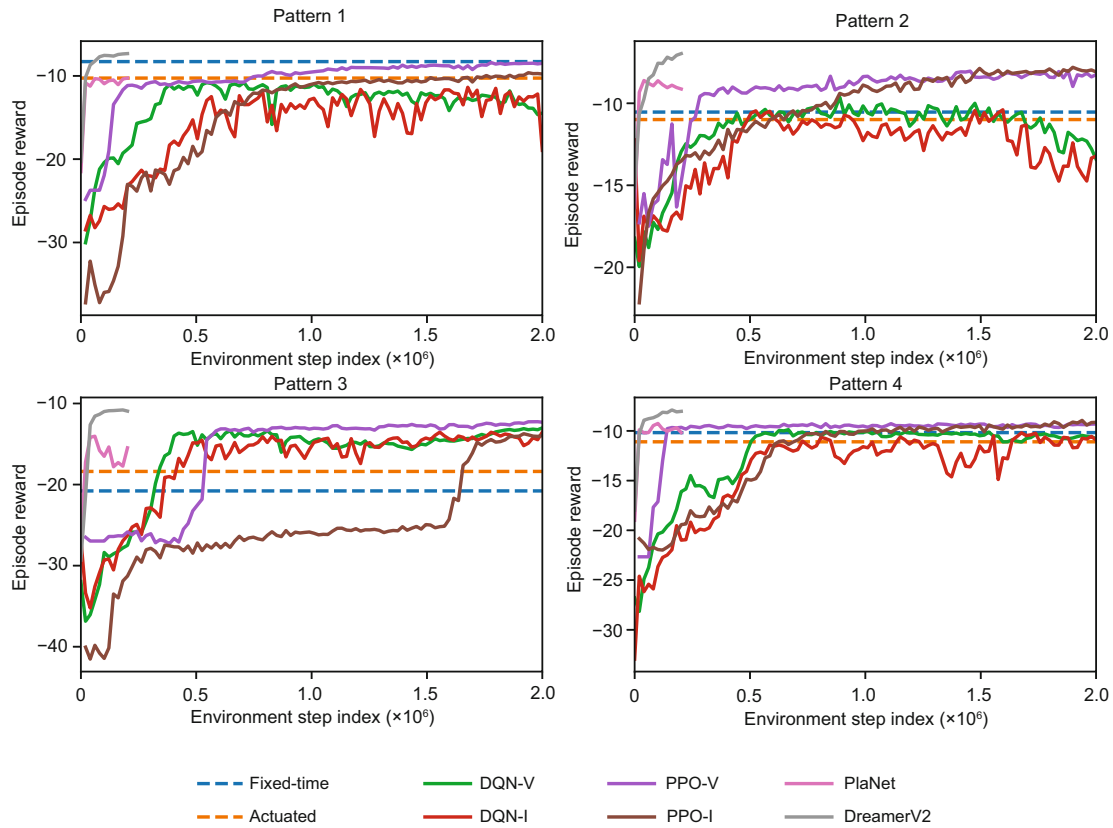 Pattern 1
Episode reward
−10
−20
−30
0
0.5
1.0
1.5
2.0
Environment step index (×10⁶)
Pattern 2
Episode reward
−10
−15
−20
0
0.5
1.0
1.5
2.0
Environment step index (×10⁶)
Pattern 3
Episode reward
−10
−20
−30
−40
0
0.5
1.0
1.5
2.0
Environment step index (×10⁶)
Pattern 4
Episode reward
−10
−15
−20
−25
−30
0
0.5
1.0
1.5
2.0
Environment step index (×10⁶)
Fixed-time
DQN-V
PPO-V
PlaNet
Actuated
DQN-I
PPO-I
DreamerV2